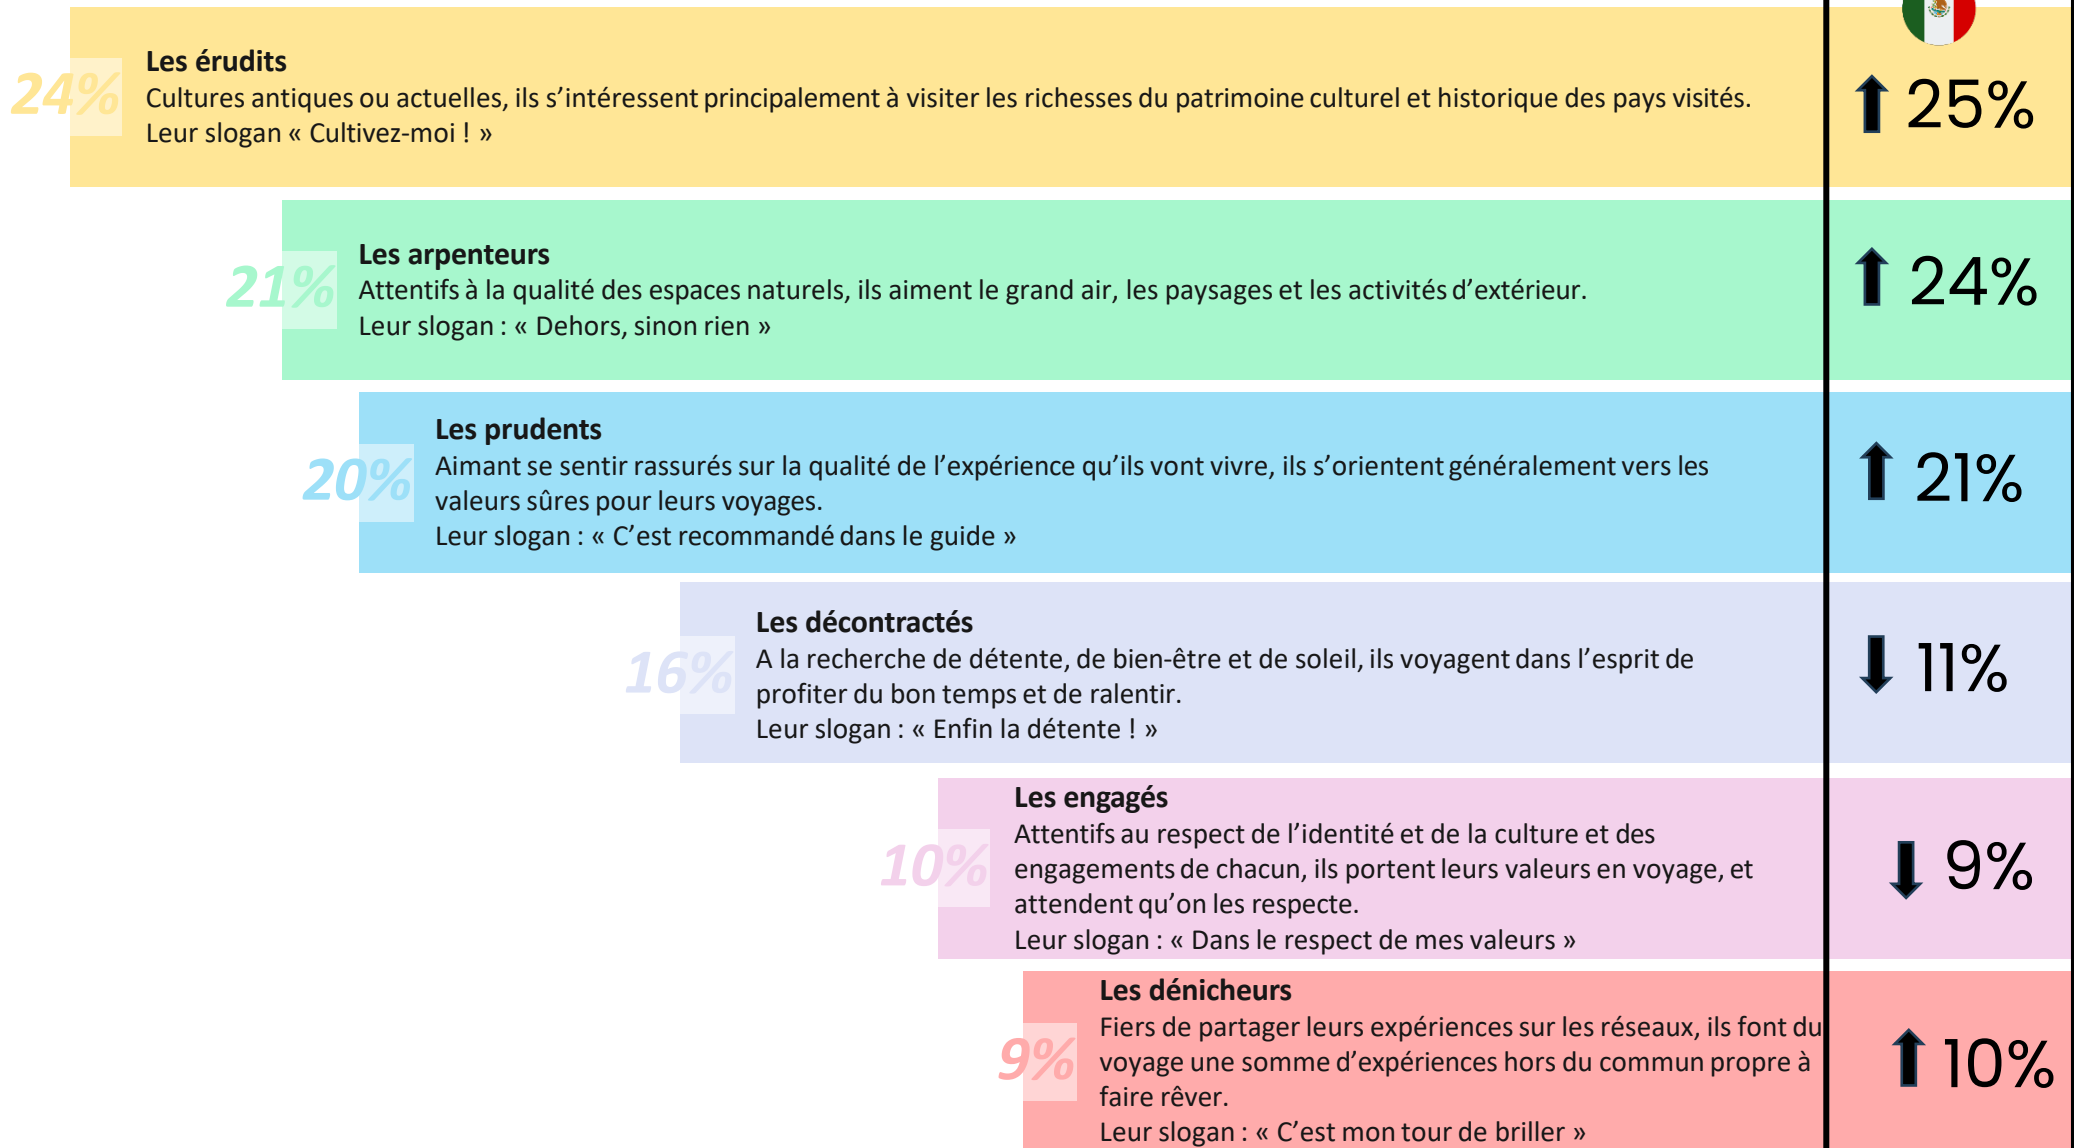 Les érudits
24%
Cultures antiques ou actuelles, ils s’intéressent principalement à visiter les richesses du patrimoine culturel et historique des pays visités.
Leur slogan « Cultivez-moi ! »
25%
Les arpenteurs
21%
Attentifs à la qualité des espaces naturels, ils aiment le grand air, les paysages et les activités d’extérieur.
Leur slogan : « Dehors, sinon rien »
24%
Les prudents
20%
Aimant se sentir rassurés sur la qualité de l’expérience qu’ils vont vivre, ils s’orientent généralement vers les
valeurs sûres pour leurs voyages.
Leur slogan : « C’est recommandé dans le guide »
21%
Les décontractés
16%
A la recherche de détente, de bien-être et de soleil, ils voyagent dans l’esprit de
profiter du bon temps et de ralentir.
Leur slogan : « Enfin la détente ! »
11%
Les engagés
10%
Attentifs au respect de l’identité et de la culture et des
engagements de chacun, ils portent leurs valeurs en voyage, et
attendent qu’on les respecte.
Leur slogan : « Dans le respect de mes valeurs »
9%
Les dénicheurs
9%
Fiers de partager leurs expériences sur les réseaux, ils font du
voyage une somme d’expériences hors du commun propre à
faire rêver.
Leur slogan : « C’est mon tour de briller »
10%